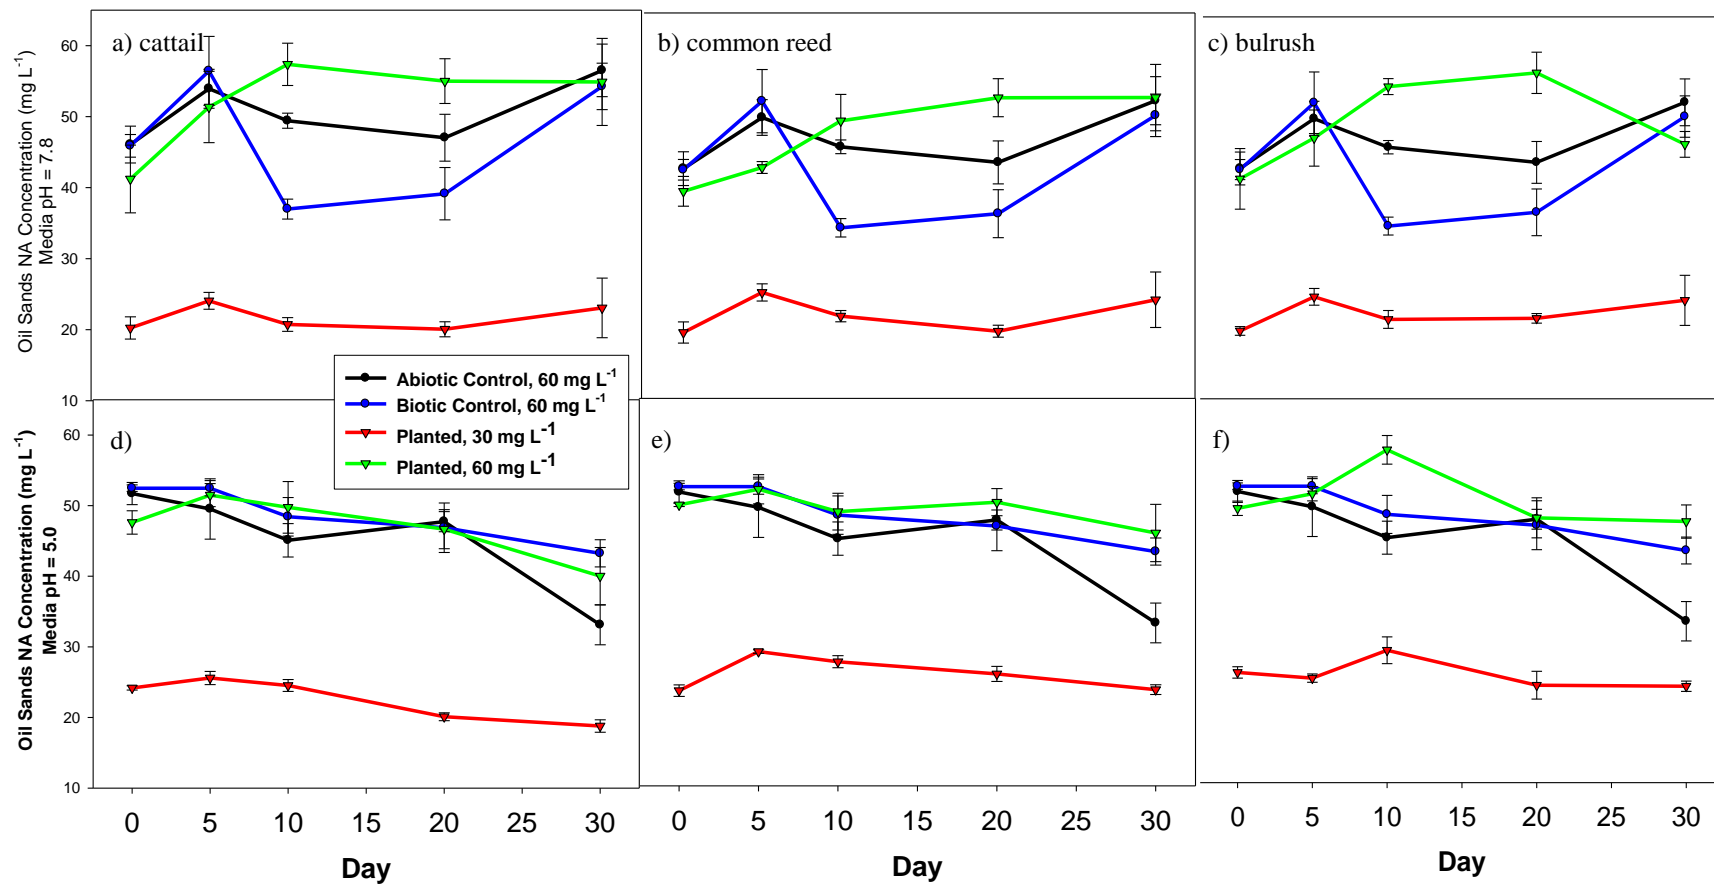 a) cattail
b) common reed
c) bulrush
Oil Sands NA Concentration (mg L-1)
Media pH = 7.8
60
50
40
30
20
10
Abiotic Control, 60 mg L-1
Biotic Control, 60 mg L-1
Planted, 30 mg L-1
Planted, 60 mg L-1
d)
e)
f)
Oil Sands NA Concentration (mg L-1)
Media pH = 5.0
60
50
40
30
20
10
0 5 10 15 20 25 30
0 5 10 15 20 25 30
0 5 10 15 20 25 30
Day
Day
Day